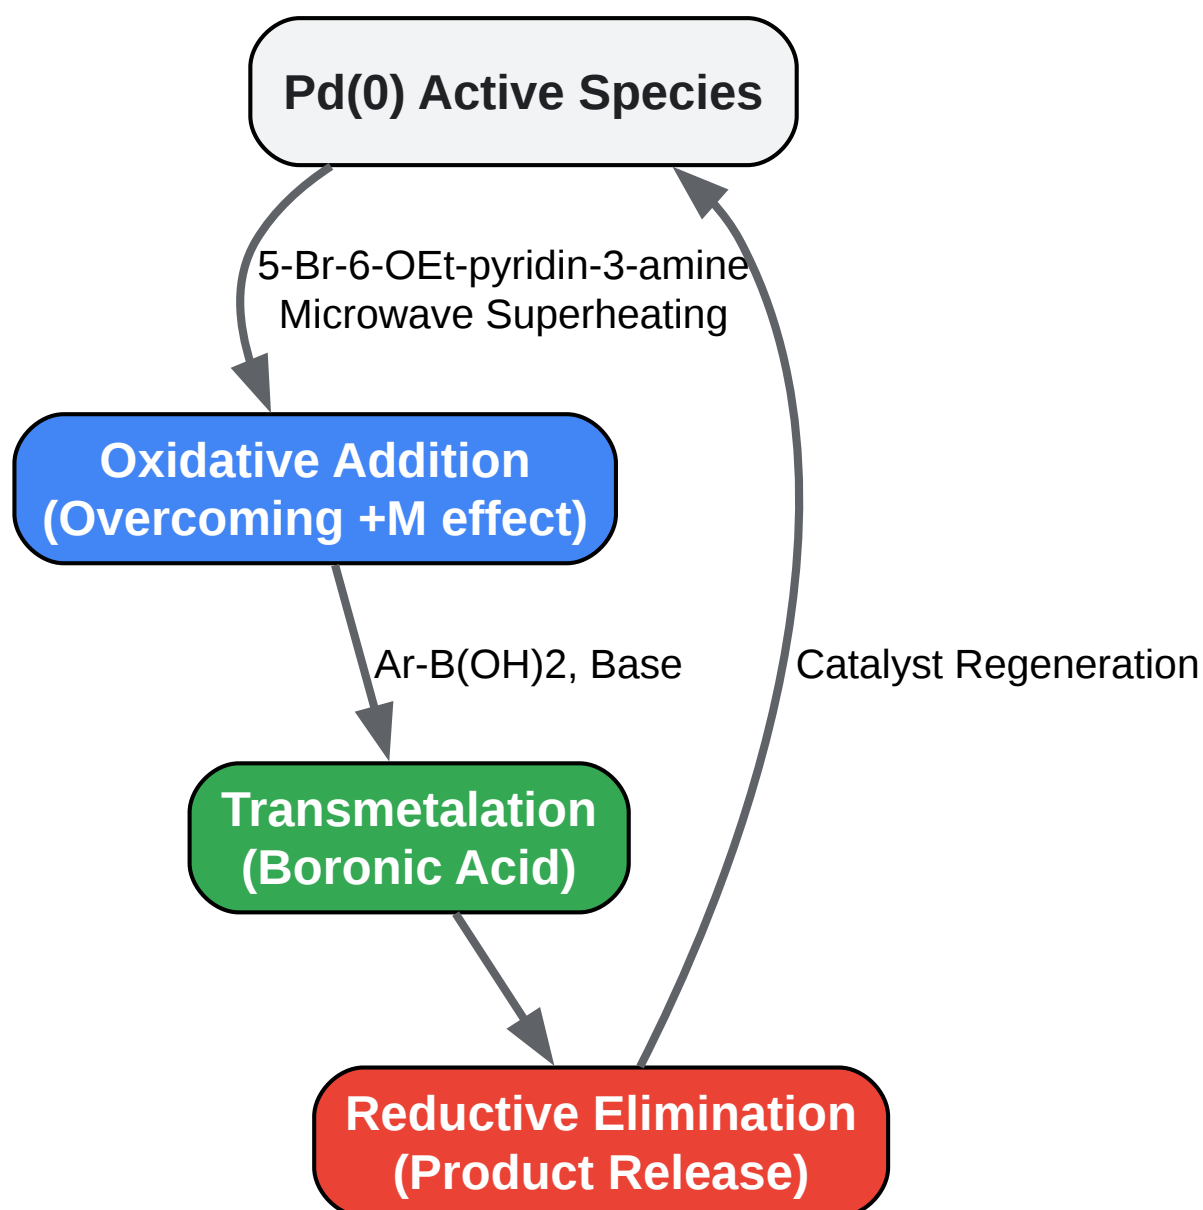 Pd(0) Active Species
5-Br-6-OEt-pyridin-3-amine
Microwave Superheating
Oxidative Addition
(Overcoming +M effect)
Ar-B(OH)2, Base
Catalyst Regeneration
Transmetalation
(Boronic Acid)
Reductive Elimination
(Product Release)